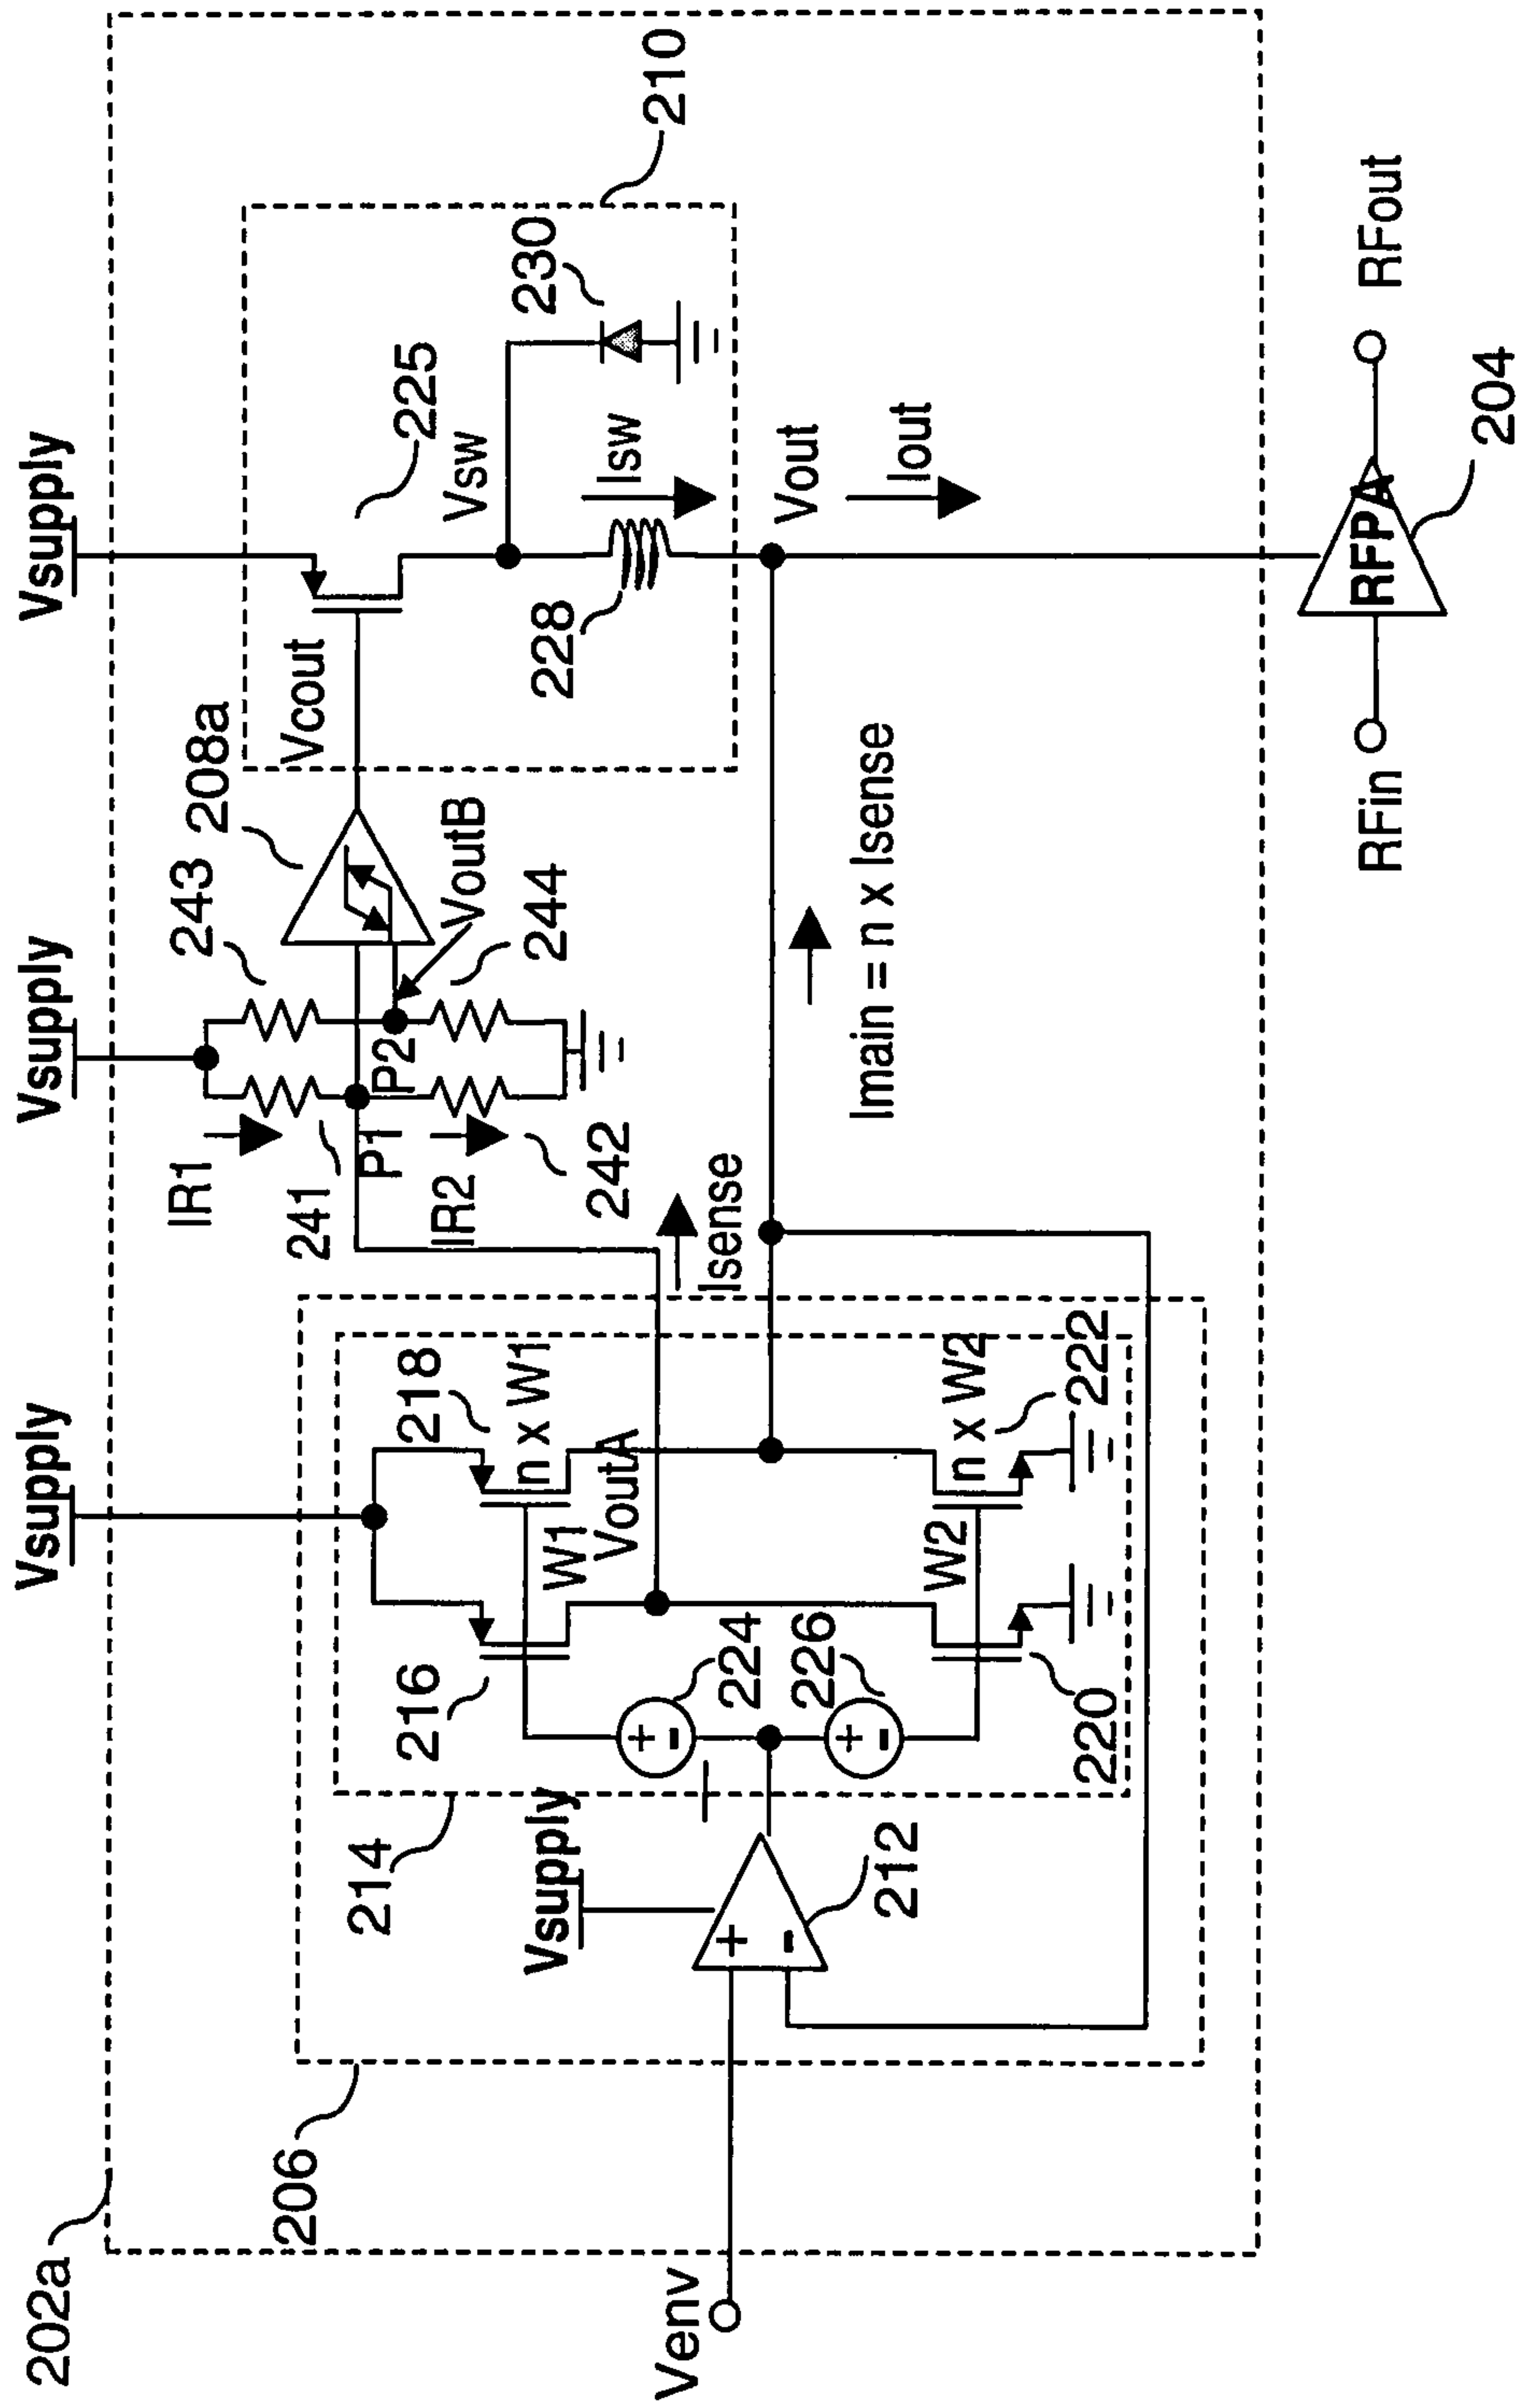 202a
Vsupply
Vsupply
Vsupply
206
214
Vsupply
216
218
W1
n x W1
VoutA
224
226
W2
n x W2
220
222
212
+
-
+
-
+
-
Venv
IR1
241
P1
IR2
242
243
P2
244
VoutB
208a
Isense
Imain = n x Isense
Vcout
225
Vsw
230
210
228
Isw
Vout
Iout
RFin
RFPA
RFout
204